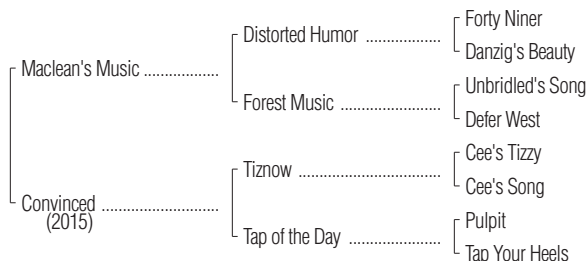 Forty Niner
Distorted Humor ..................
Danzig's Beauty
Maclean's Music ..................
Unbridled's Song
Forest Music ......................
Defer West
Cee's Tizzy
Tiznow ...............................
Cee's Song
Convinced ............................
(2015)
Pulpit
Tap of the Day ....................
Tap Your Heels